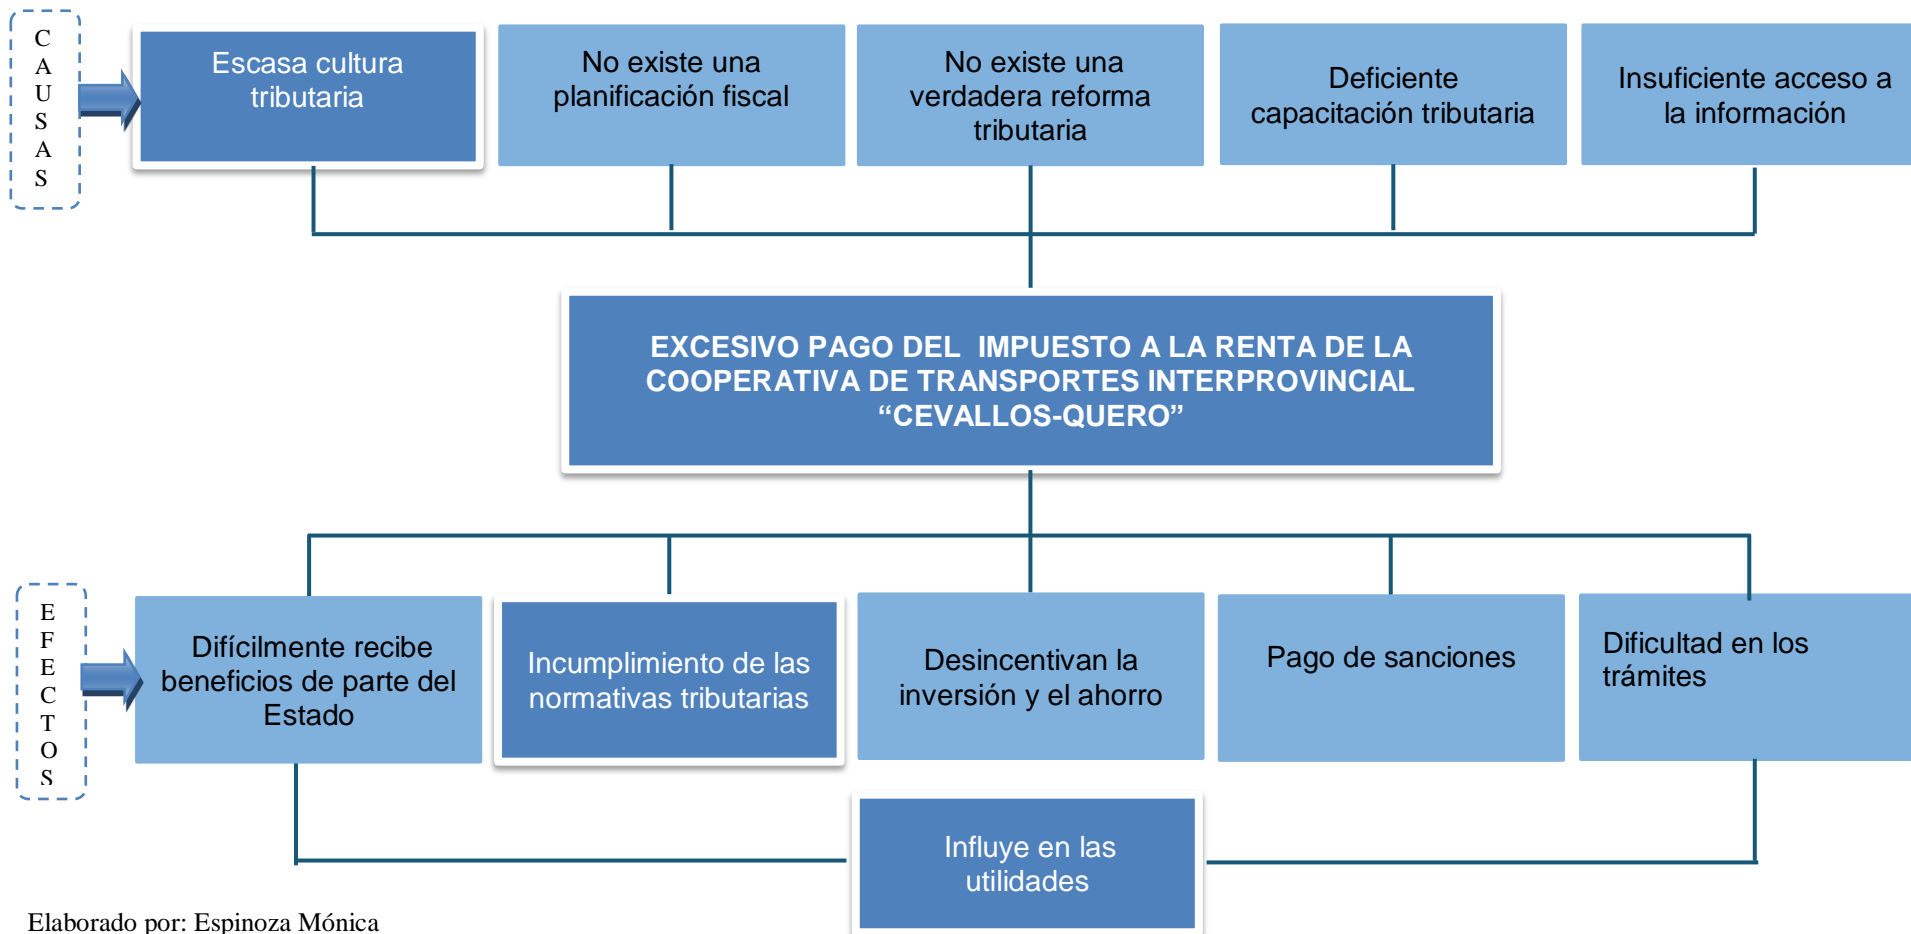 C
A
U
S
A
S
Escasa cultura
tributaria
No existe una
planificación fiscal
No existe una
verdadera reforma
tributaria
Deficiente
capacitación tributaria
Insuficiente acceso a
la información
EXCESIVO PAGO DEL  IMPUESTO A LA RENTA DE LA
COOPERATIVA DE TRANSPORTES INTERPROVINCIAL
“CEVALLOS-QUERO”
E
F
E
C
T
O
S
Difícilmente recibe
beneficios de parte del
Estado
Incumplimiento de las
normativas tributarias
Desincentivan la
inversión y el ahorro
Pago de sanciones
Dificultad en los
trámites
Influye en las
utilidades
Elaborado por: Espinoza Mónica